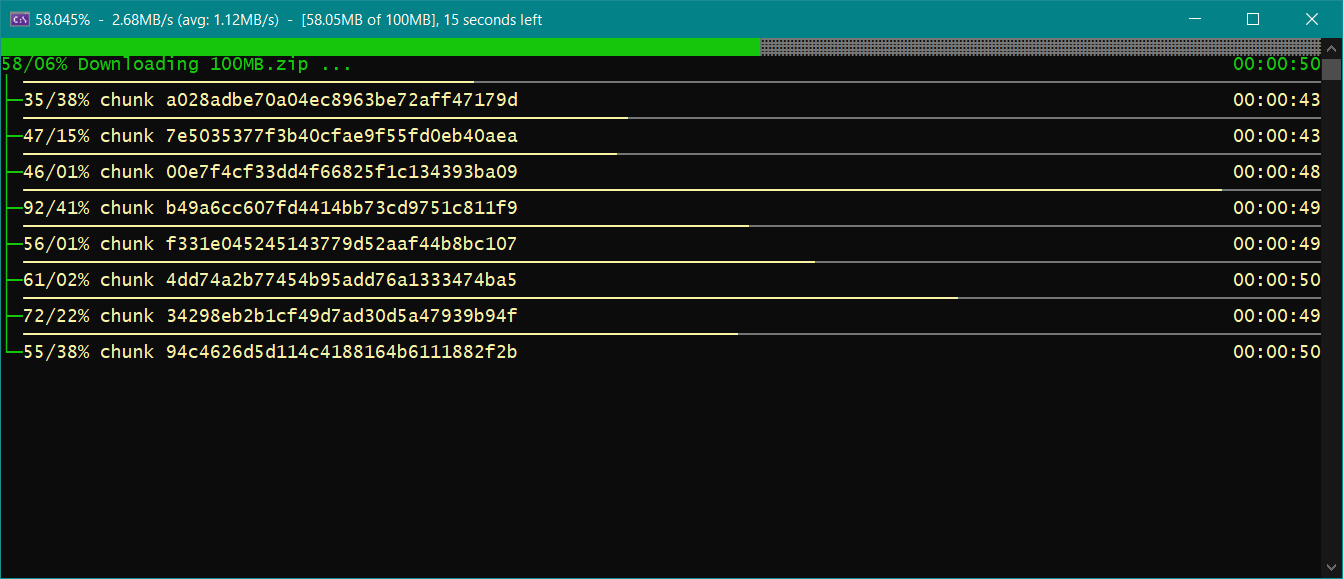 58.045% - 2.68MB/s (avg: 1.12MB/s) - [58.05MB of 100MB], 15 seconds left
58/06% Downloading 100MB.zip ... 00:00:50
35/38% chunk a028adbe70a04ec8963be72aff47179d 00:00:43
47/15% chunk 7e5035377f3b40cfae9f55fd0eb40aea 00:00:43
46/01% chunk 00e7f4cf33dd4f66825f1c134393ba09 00:00:48
92/41% chunk b49a6cc607fd4414bb73cd9751c811f9 00:00:49
56/01% chunk f331e045245143779d52aaf44b8bc107 00:00:49
61/02% chunk 4dd74a2b77454b95add76a1333474ba5 00:00:50
72/22% chunk 34298eb2b1cf49d7ad30d5a47939b94f 00:00:49
55/38% chunk 94c4626d5d114c4188164b6111882f2b 00:00:50